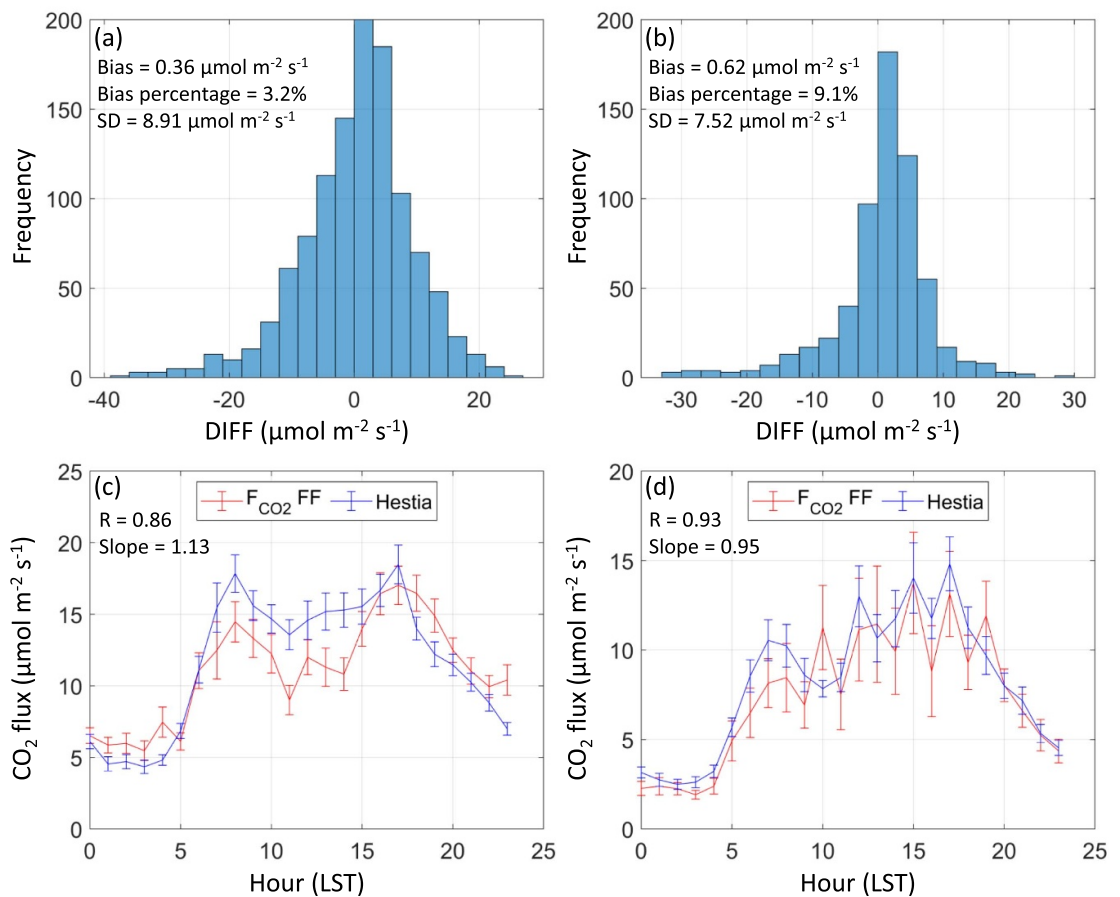 (a)
Bias = 0.36 µmol m-2 s-1
Bias percentage = 3.2%
SD = 8.91 µmol m-2 s-1
200
150
100
50
0
Frequency
-40 -20 0 20
DIFF (µmol m-2 s-1)
(b)
Bias = 0.62 µmol m-2 s-1
Bias percentage = 9.1%
SD = 7.52 µmol m-2 s-1
200
150
100
50
0
Frequency
-30 -20 -10 0 10 20 30
DIFF (µmol m-2 s-1)
(c)
FCO2 FF Hestia
R = 0.86
Slope = 1.13
25
20
15
10
5
0
CO2 flux (µmol m-2 s-1)
0 5 10 15 20 25
Hour (LST)
(d)
FCO2 FF Hestia
R = 0.93
Slope = 0.95
20
15
10
5
0
CO2 flux (µmol m-2 s-1)
0 5 10 15 20 25
Hour (LST)